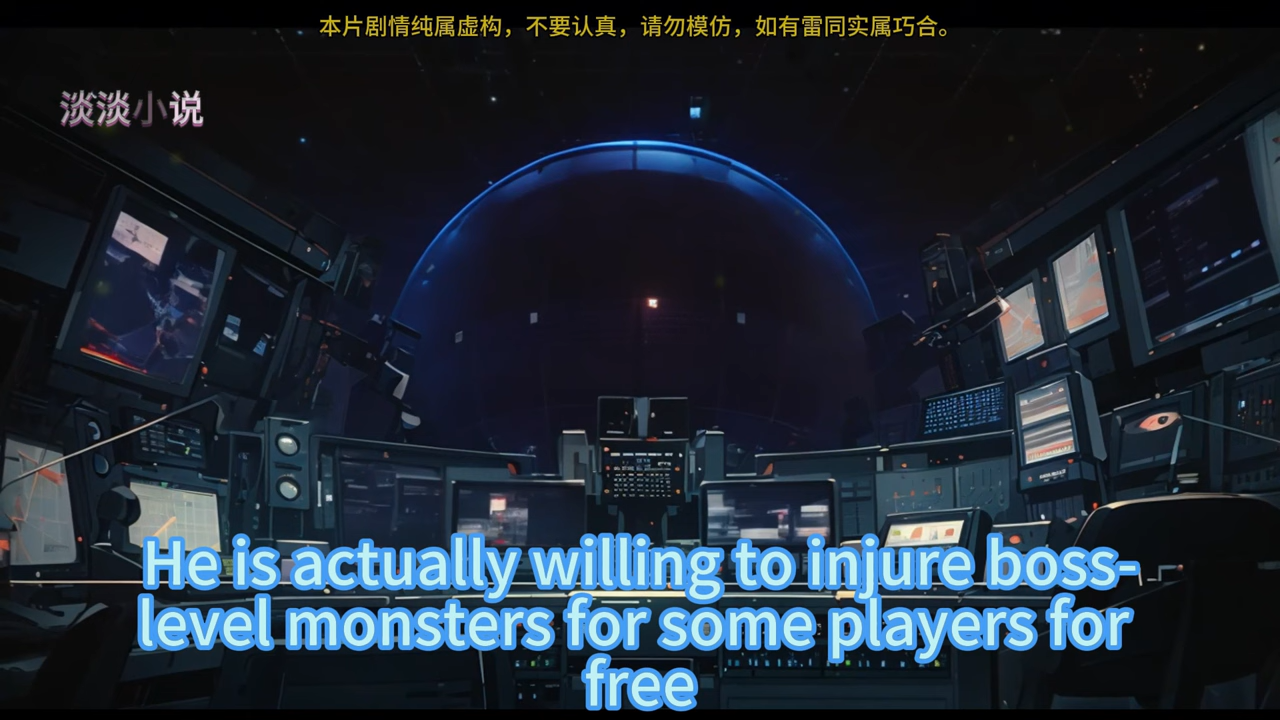 本片剧情纯属虚构，不要认真，请勿模仿，如有雷同实属巧合。
淡淡小说
He is actually willing to injure boss-
level monsters for some players for
free